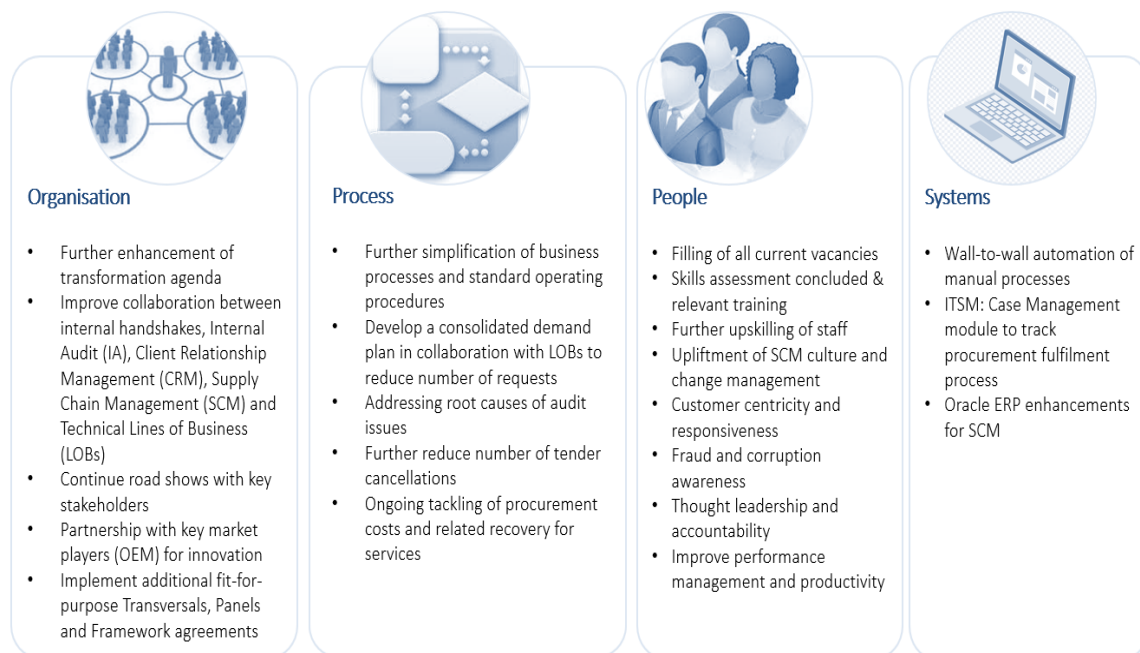 Organisation
• Further enhancement of
transformation agenda
• Improve collaboration between
internal handshakes, Internal
Audit (IA), Client Relationship
Management (CRM), Supply
Chain Management (SCM) and
Technical Lines of Business
(LOBs)
• Continue road shows with key
stakeholders
• Partnership with key market
players (OEM) for innovation
• Implement additional fit-for-
purpose Transversals, Panels
and Framework agreements
Process
• Further simplification of business
processes and standard operating
procedures
• Develop a consolidated demand
plan in collaboration with LOBs to
reduce number of requests
• Addressing root causes of audit
issues
• Further reduce number of tender
cancellations
• Ongoing tackling of procurement
costs and related recovery for
services
People
• Filling of all current vacancies
• Skills assessment concluded &
relevant training
• Further upskilling of staff
• Upliftment of SCM culture and
change management
• Customer centricity and
responsiveness
• Fraud and corruption
awareness
• Thought leadership and
accountability
• Improve performance
management and productivity
Systems
• Wall-to-wall automation of
manual processes
• ITSM: Case Management
module to track
procurement fulfilment
process
• Oracle ERP enhancements
for SCM